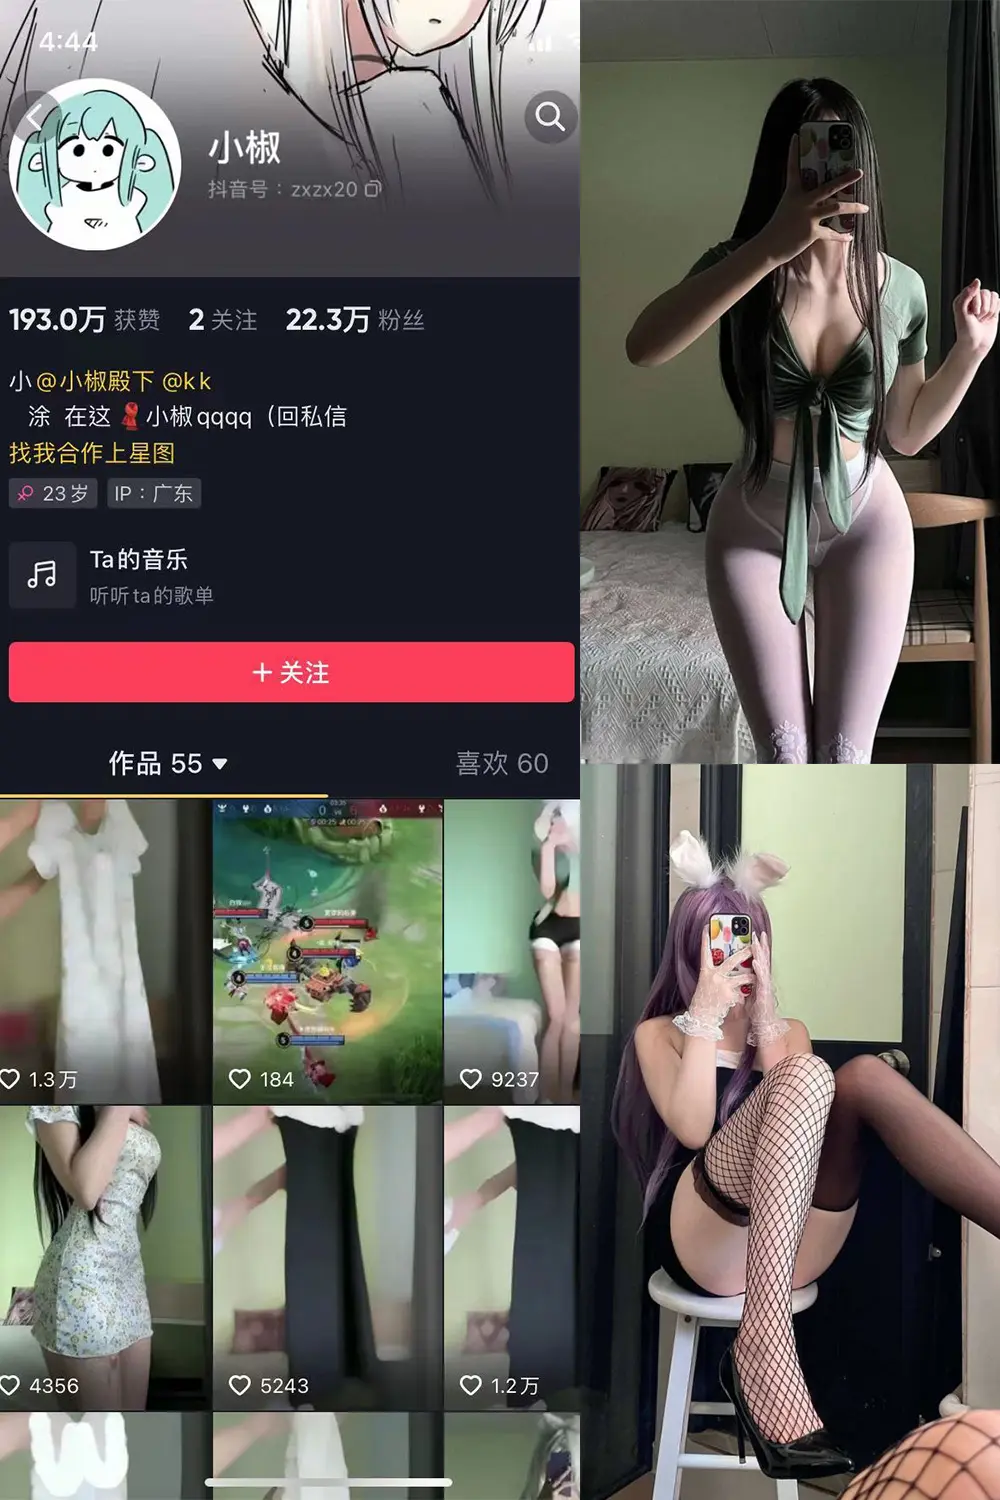 4:44
小椒
抖音号：zxzx20
193.0万 获赞 2 关注 22.3万 粉丝
小@小椒殿下 @kk
涂 在这 小椒qqqq（回私信
找我合作上星图
23岁 IP：广东
Ta的音乐
听听ta的歌单
+ 关注
作品 55 喜欢 60
1.3万 184 9237
4356 5243 1.2万